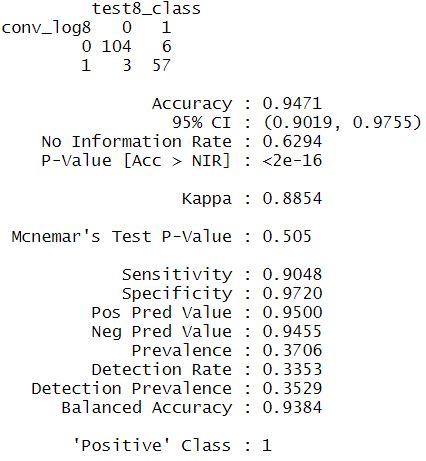 test8_class
conv_log8 0 1
0 104 6
1 3 57
Accuracy : 0.9471
95% CI : (0.9019, 0.9755)
No Information Rate : 0.6294
P-Value [Acc > NIR] : <2e-16
Kappa : 0.8854
Mcnemar's Test P-Value : 0.505
Sensitivity : 0.9048
Specificity : 0.9720
Pos Pred Value : 0.9500
Neg Pred Value : 0.9455
Prevalence : 0.3706
Detection Rate : 0.3353
Detection Prevalence : 0.3529
Balanced Accuracy : 0.9384
'Positive' Class : 1